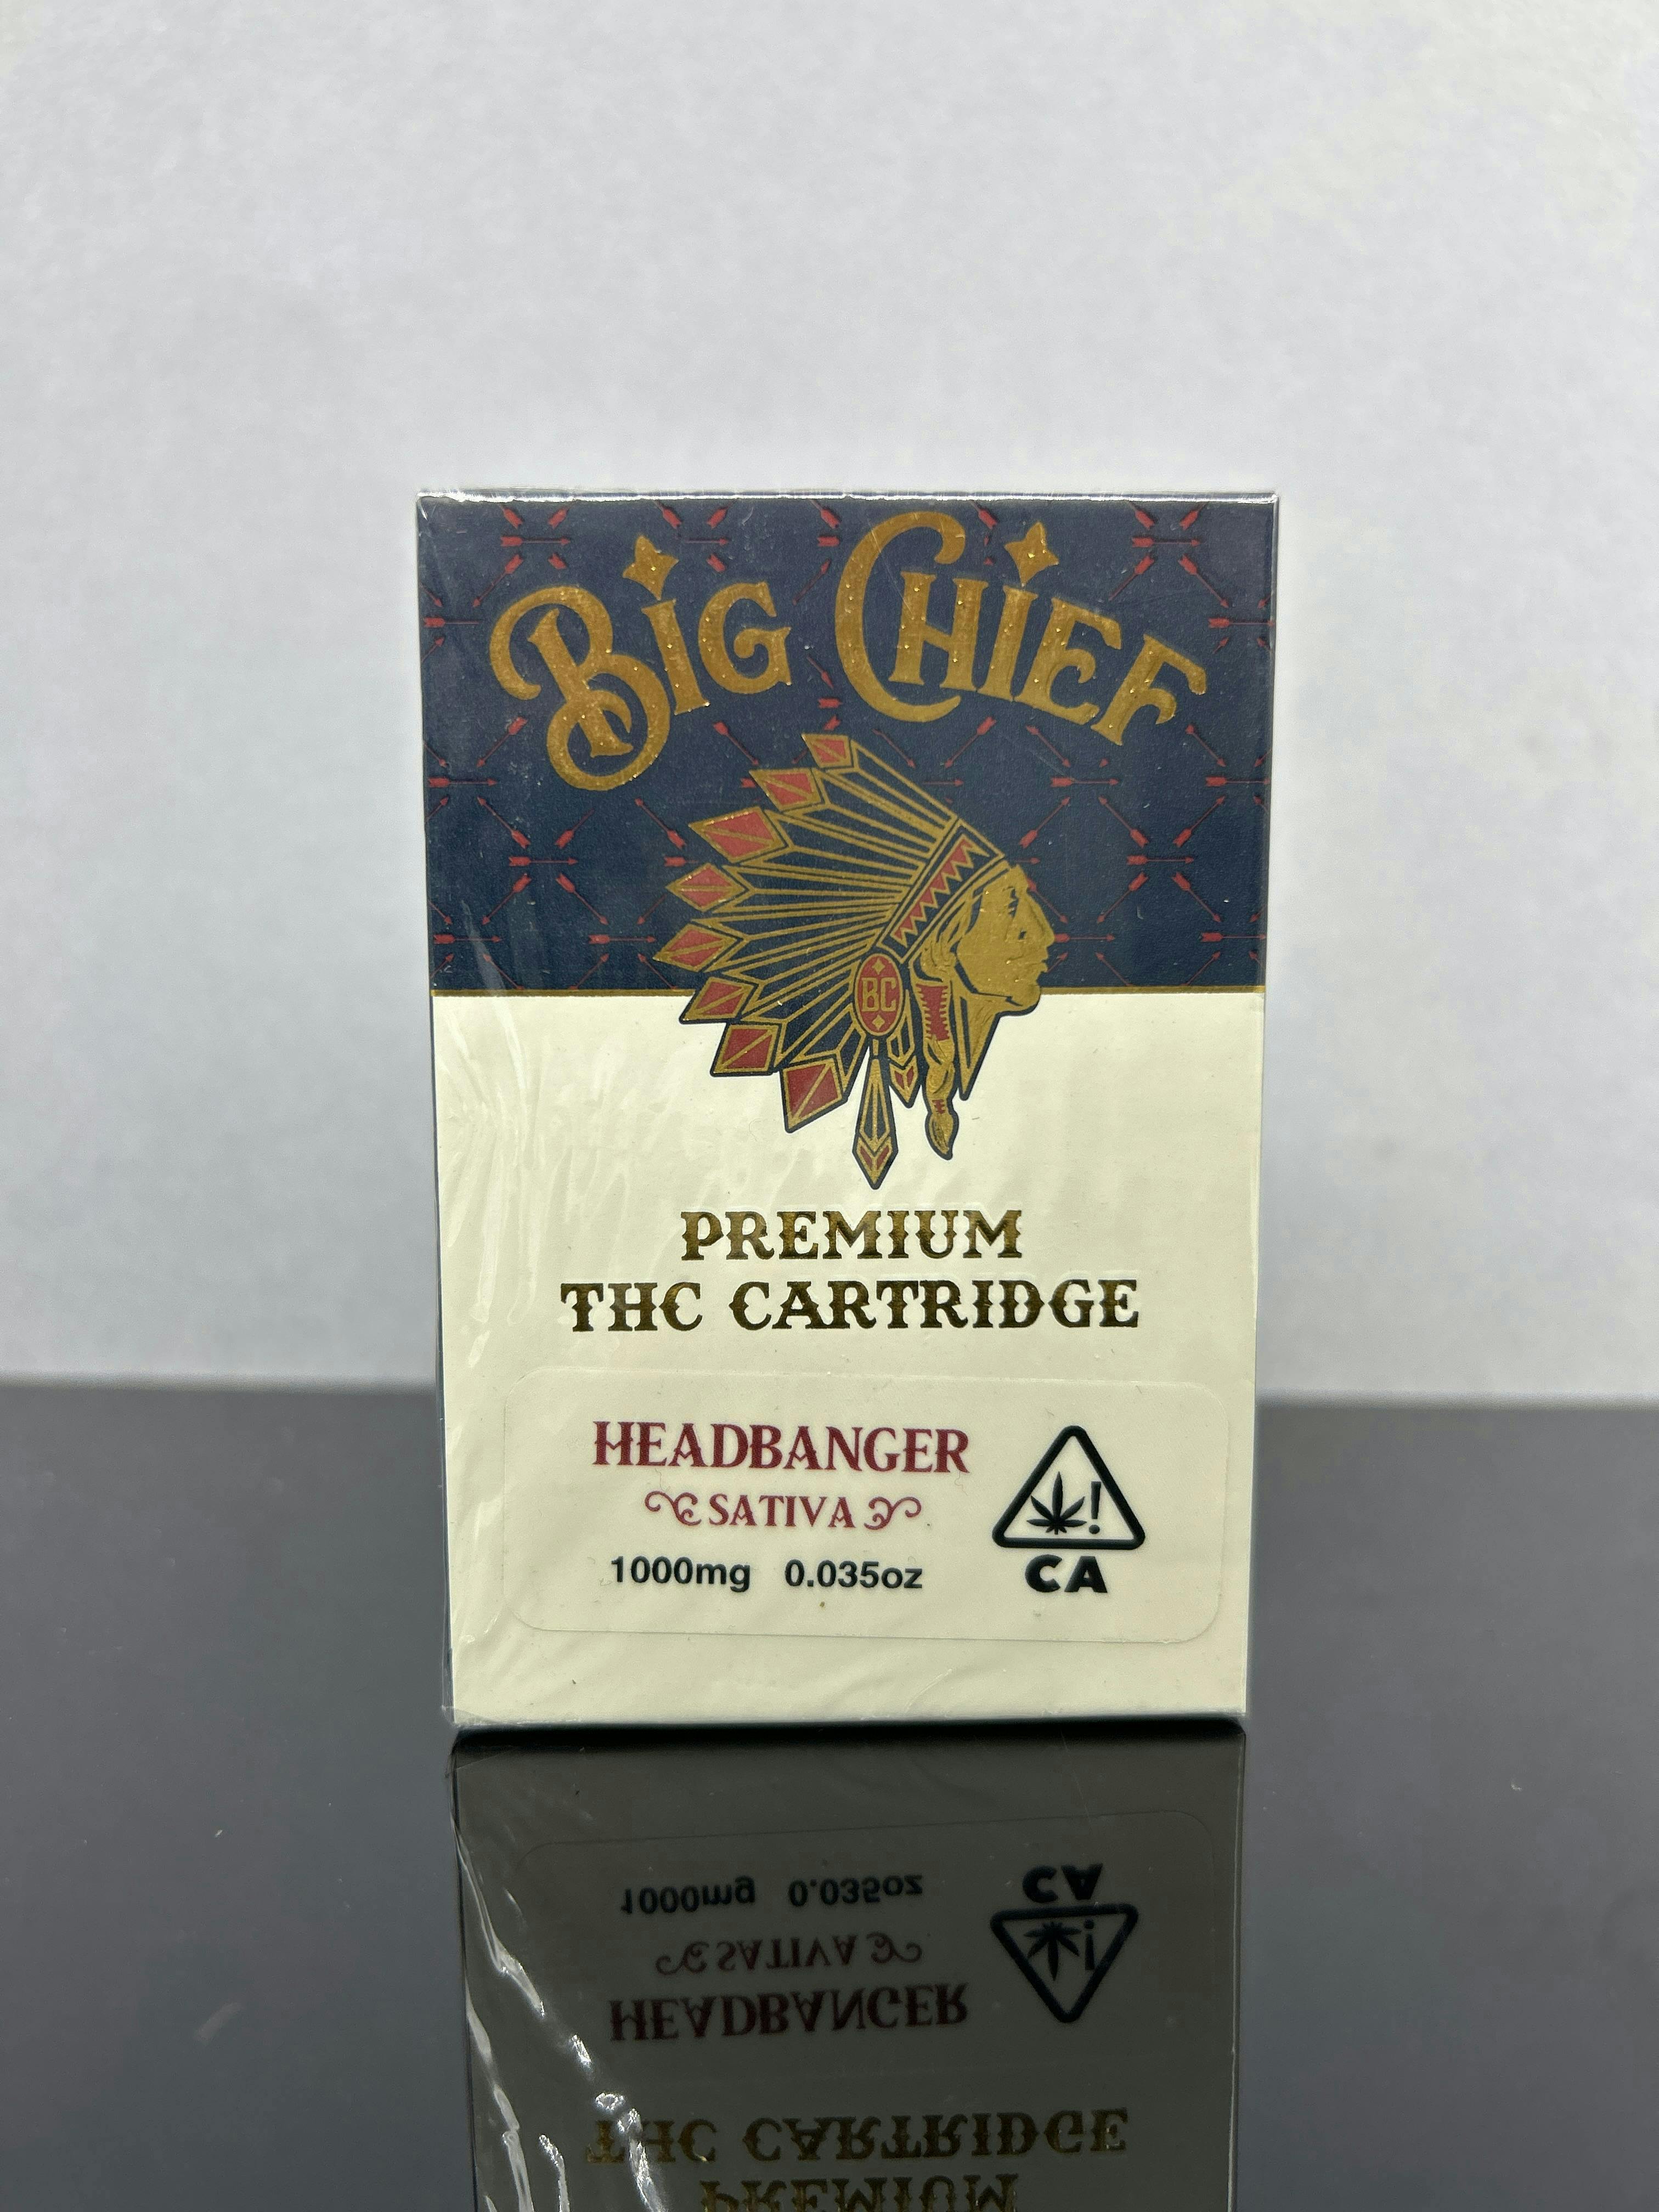 BIG CHIEF
BC
PREMIUM
THC CARTRIDGE
HEADBANGER
SATIVA
1000mg 0.035oz
!
CA